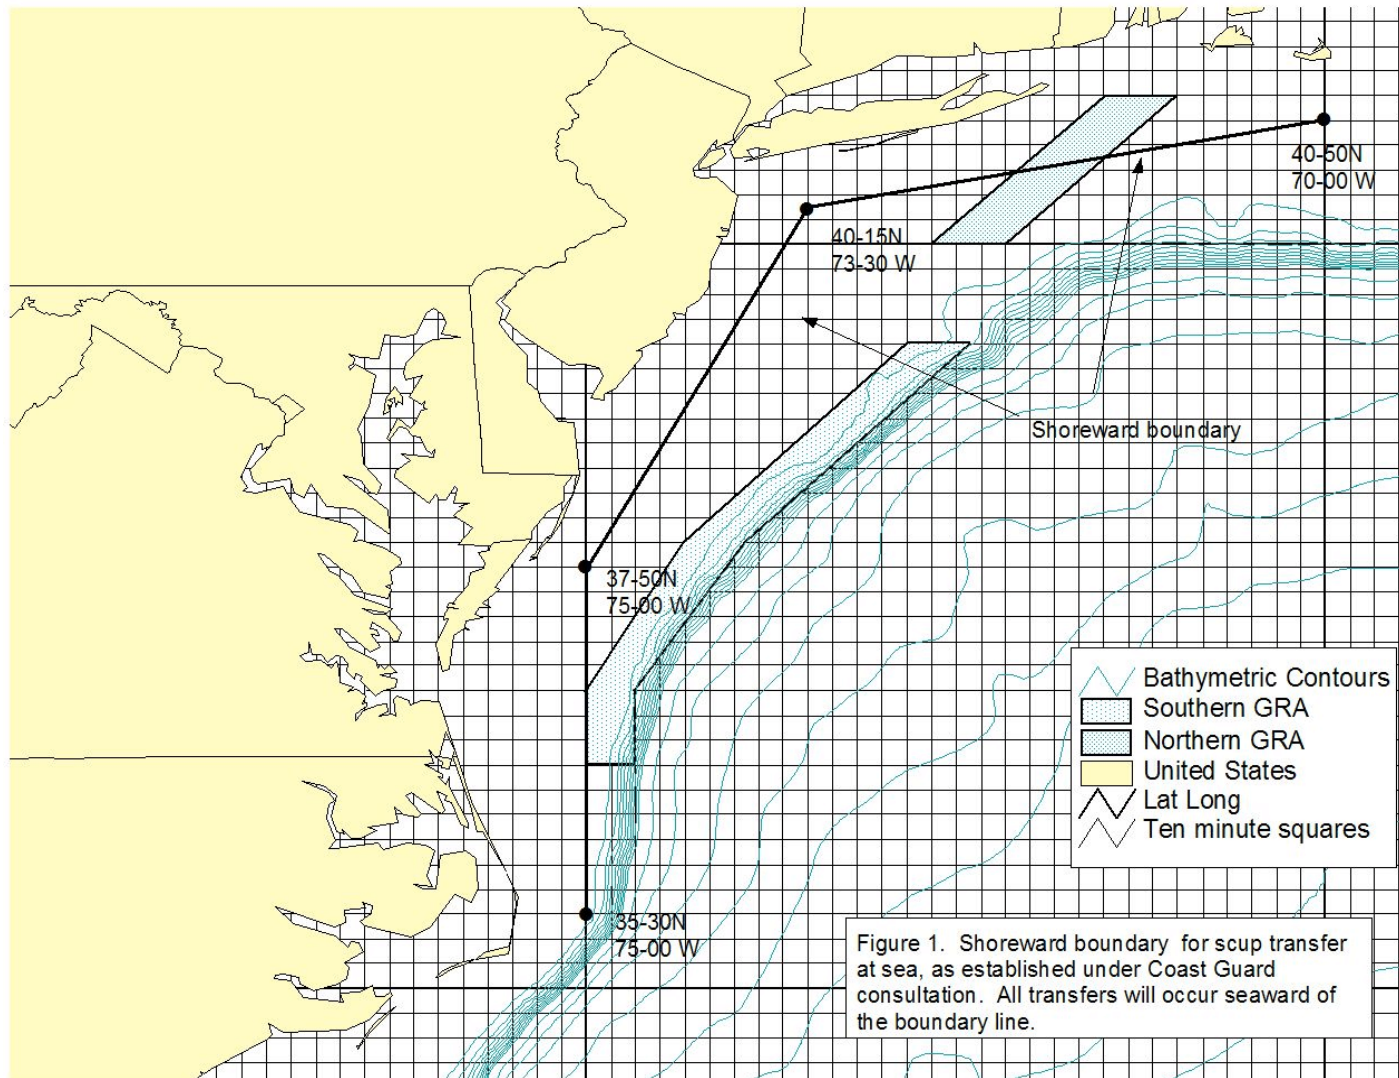 40-50N
70-00 W
40-15N
73-30 W
Shoreward boundary
37-50N
75-00 W
Bathymetric Contours
Southern GRA
Northern GRA
United States
Lat Long
Ten minute squares
35-30N
75-00 W
Figure 1.  Shoreward boundary  for scup transfer
at sea, as established under Coast Guard
consultation.  All transfers will occur seaward of
the boundary line.